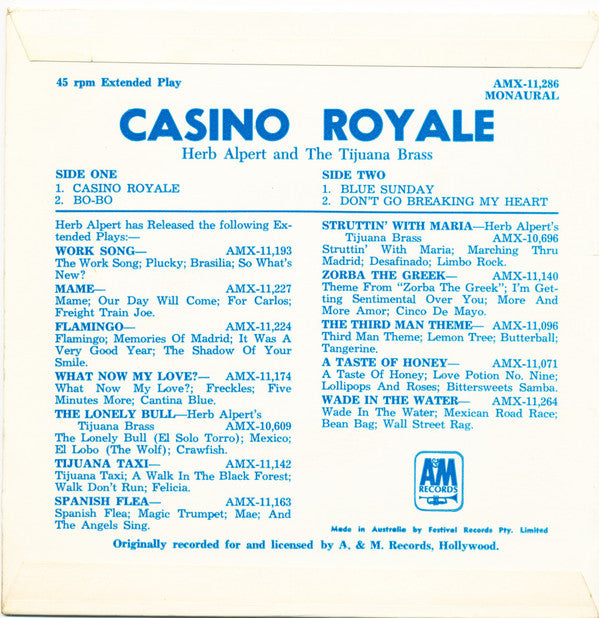 45 rpm Extended Play
AMX-11,286
MONAURAL
CASINO ROYALE
Herb Alpert and The Tijuana Brass
SIDE ONE
1. CASINO ROYALE
2. BO-BO
SIDE TWO
1. BLUE SUNDAY
2. DON'T GO BREAKING MY HEART
Herb Alpert has Released the following Ex-
tended Plays:—
WORK SONG— AMX-11,193
The Work Song; Plucky; Brasilia; So What's
New?
MAME— AMX-11,227
Mame; Our Day Will Come; For Carlos;
Freight Train Joe.
FLAMINGO— AMX-11,224
Flamingo; Memories Of Madrid; It Was A
Very Good Year; The Shadow Of Your
Smile.
WHAT NOW MY LOVE?— AMX-11,174
What Now My Love?; Freckles; Five
Minutes More; Cantina Blue.
THE LONELY BULL—Herb Alpert's
Tijuana Brass AMX-10,609
The Lonely Bull (El Solo Torro); Mexico;
El Lobo (The Wolf); Crawfish.
TIJUANA TAXI— AMX-11,142
Tijuana Taxi; A Walk In The Black Forest;
Walk Don't Run; Felicia.
SPANISH FLEA— AMX-11,163
Spanish Flea; Magic Trumpet; Mae; And
The Angels Sing.
STRUTTIN' WITH MARIA—Herb Alpert's
Tijuana Brass AMX-10,696
Struttin' With Maria; Marching Thru
Madrid; Desafinado; Limbo Rock.
ZORBA THE GREEK— AMX-11,140
Theme From "Zorba The Greek"; I'm Get-
ting Sentimental Over You; More And
More Amor; Cinco De Mayo.
THE THIRD MAN THEME— AMX-11,096
Third Man Theme; Lemon Tree; Butterball;
Tangerine.
A TASTE OF HONEY— AMX-11,071
A Taste Of Honey; Love Potion No. Nine;
Lollipops And Roses; Bittersweets Samba.
WADE IN THE WATER— AMX-11,264
Wade In The Water; Mexican Road Race;
Bean Bag; Wall Street Rag.
A&M
RECORDS
Made in Australia by Festival Records Pty. Limited
Originally recorded for and licensed by A. & M. Records, Hollywood.